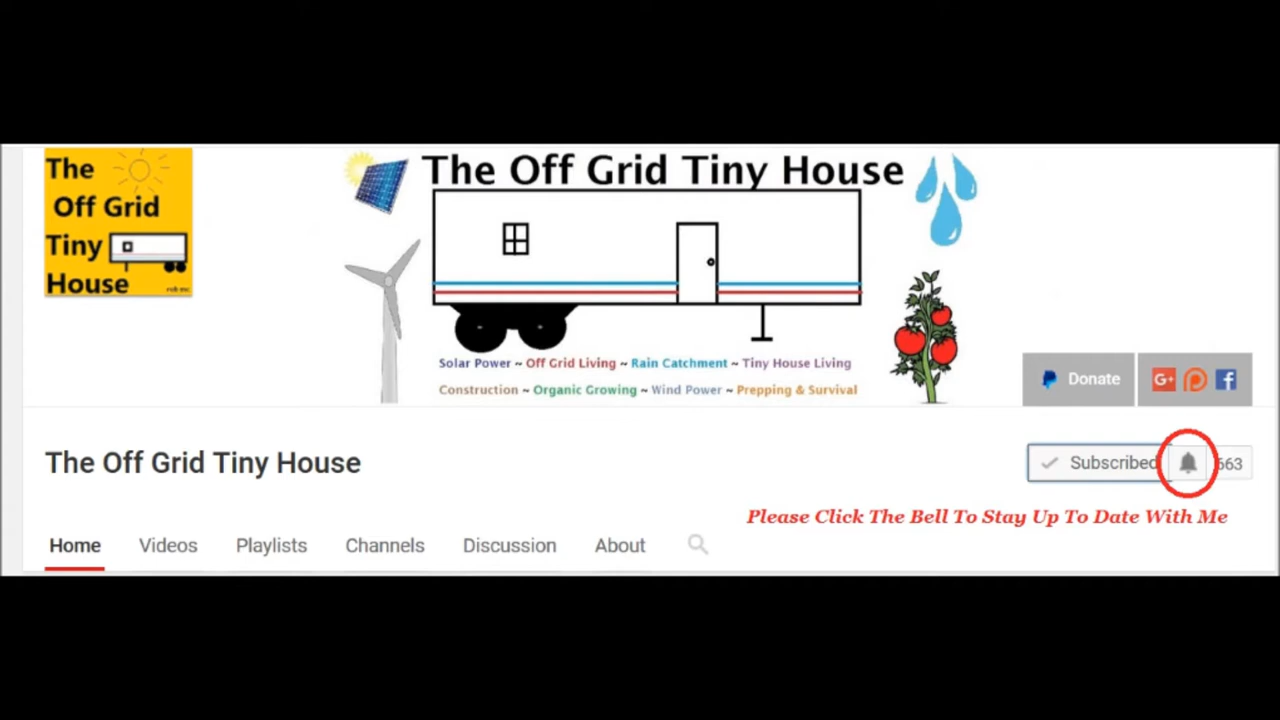 The
Off Grid
Tiny
House
The Off Grid Tiny House
Solar Power ~ Off Grid Living ~ Rain Catchment ~ Tiny House Living
Construction ~ Organic Growing ~ Wind Power ~ Prepping & Survival
Donate
G+
The Off Grid Tiny House
Subscribed 663
Please Click The Bell To Stay Up To Date With Me
Home Videos Playlists Channels Discussion About